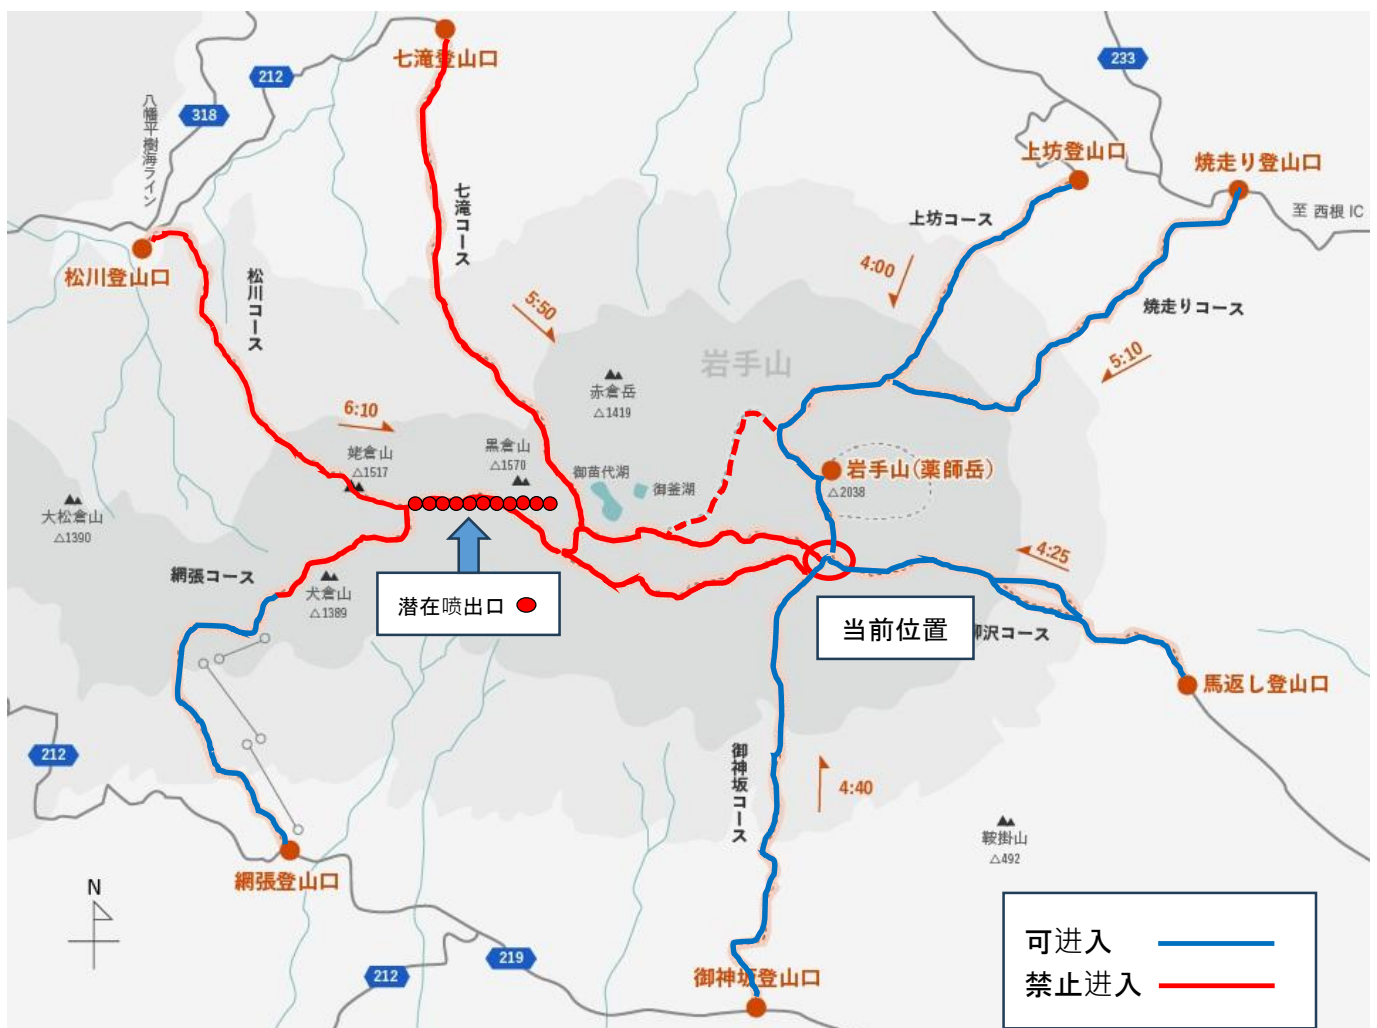 七滝登山口
212
233
318
八幡平樹海ライン
上坊登山口
焼走り登山口
至 西根 IC
七滝コース
上坊コース
松川登山口
松川コース
4:00
5:50
焼走りコース
5:10
岩手山
赤倉岳
△1419
6:10
姥倉山
△1517
黒倉山
△1570
御苗代湖
御釜湖
岩手山(薬師岳)
△2038
大松倉山
△1390
4:25
網張コース
犬倉山
△1389
潜在喷出口
当前位置
柳沢コース
馬返し登山口
212
御神坂コース
4:40
鞍掛山
△492
網張登山口
N
219
212
御神坂登山口
可进入
禁止进入